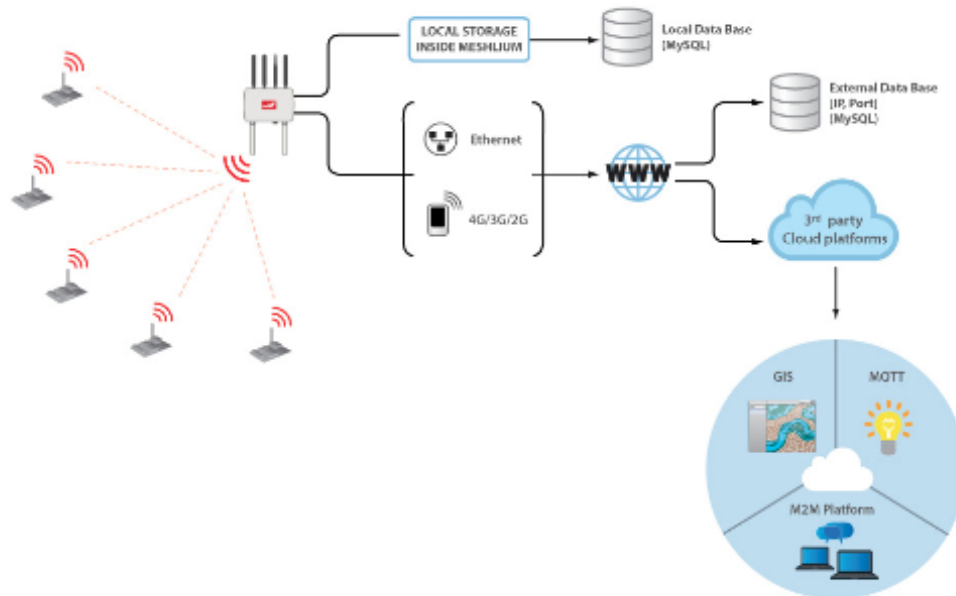 LOCAL STORAGE
INSIDE MESHLIUM
Local Data Base
(MySQL)
External Data Base
(IP, Port)
(MySQL)
Ethernet
WWW
4G/3G/2G
3rd party
Cloud platforms
GIS
MQTT
M2M Platform